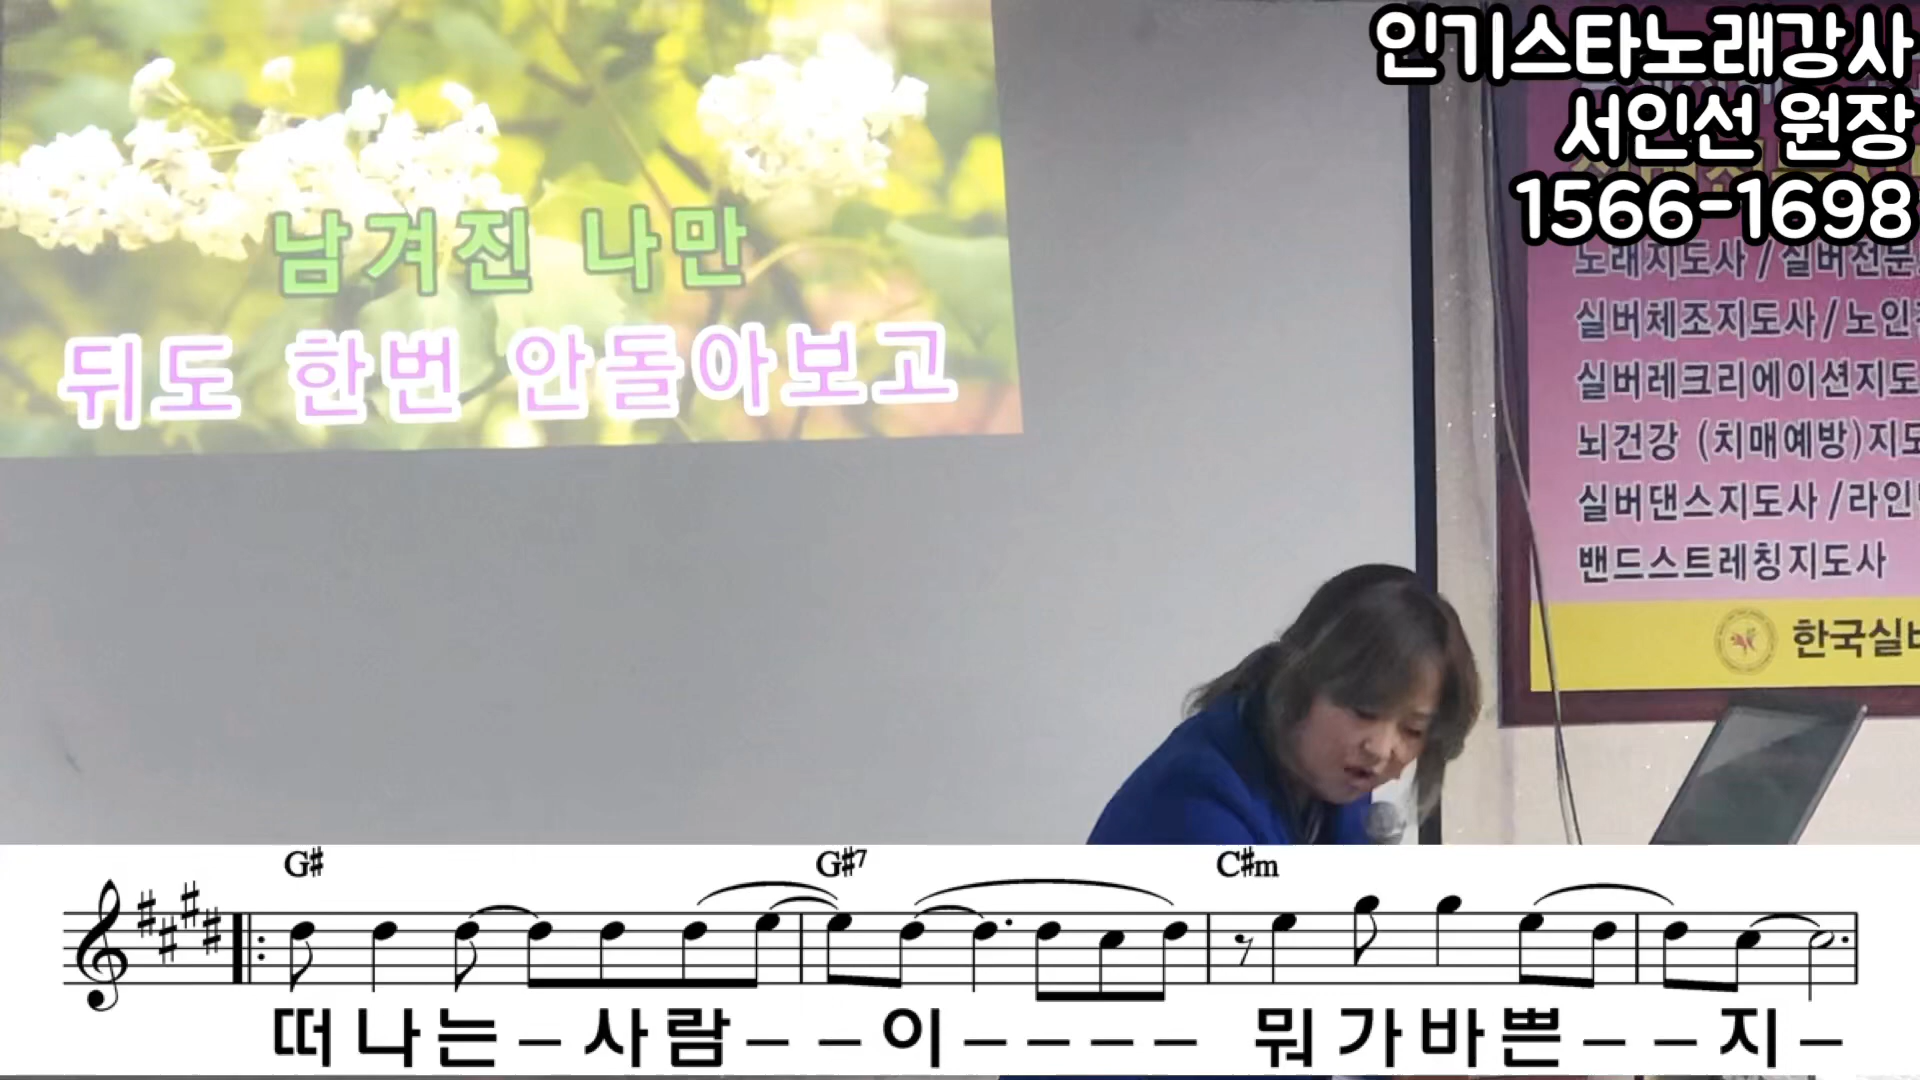 인기스타노래강사
서인선 원장
1566-1698
남겨진 나만
뒤도 한번 안돌아보고
노래지도사 / 실버전문
실버체조지도사 / 노인
실버레크리에이션지도
뇌건강 (치매예방)지도
실버댄스지도사 / 라인
밴드스트레칭지도사
한국실버
G# G#7 C#m
떠나는–사람––이–––– 뭐가바쁜––지–